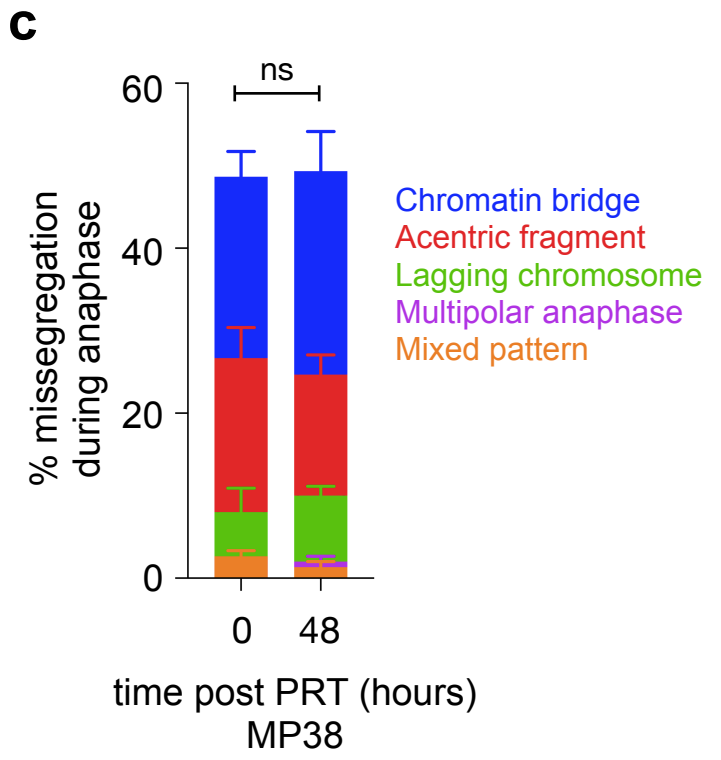 c
ns
60
40
20
0
% missegregation
during anaphase
Chromatin bridge
Acentric fragment
Lagging chromosome
Multipolar anaphase
Mixed pattern
0 48
time post PRT (hours)
MP38